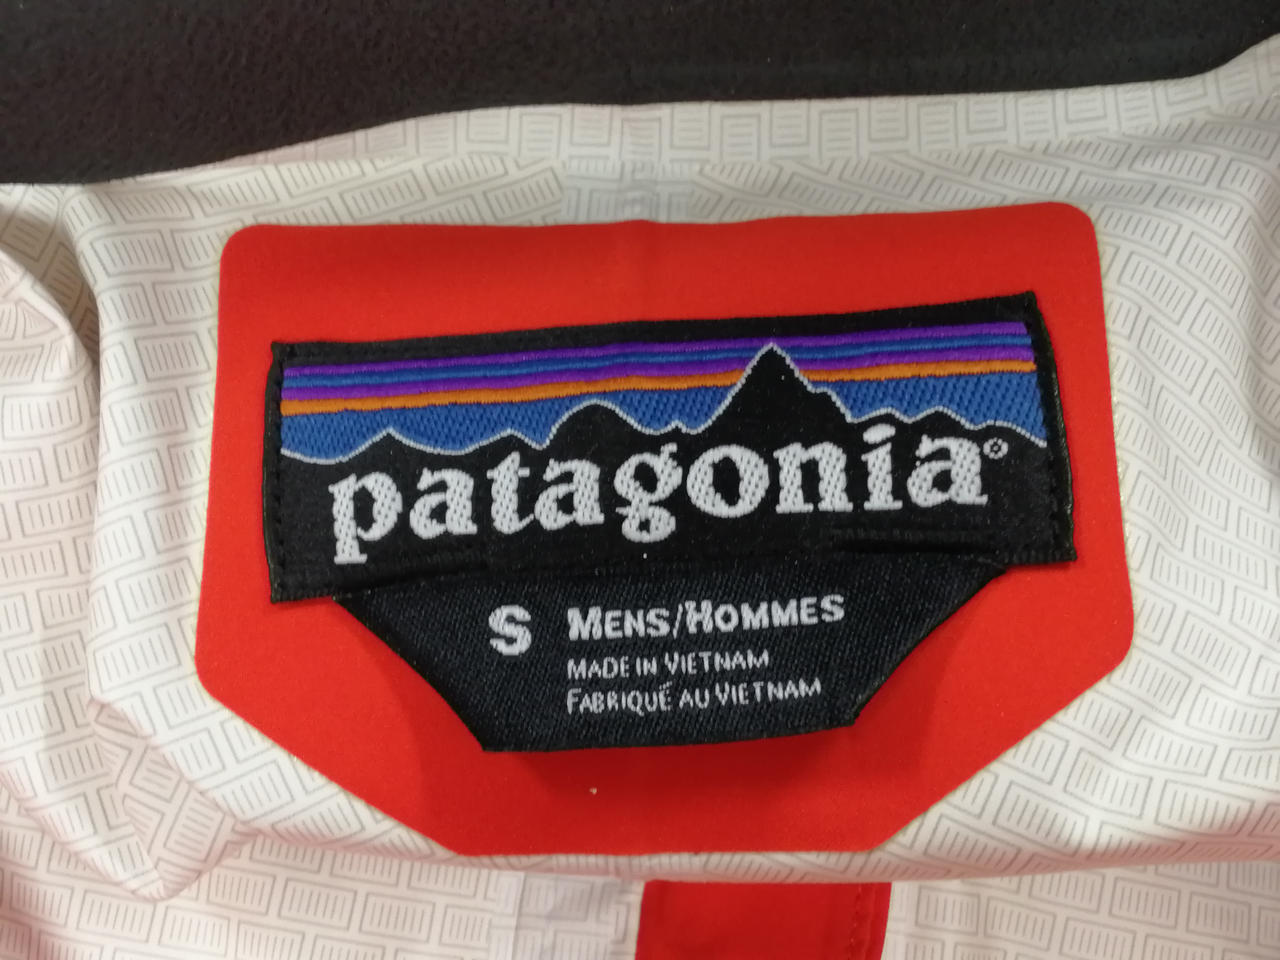 patagonia®
S MENS/HOMMES
MADE IN VIETNAM
FABRIQUÉ AU VIETNAM